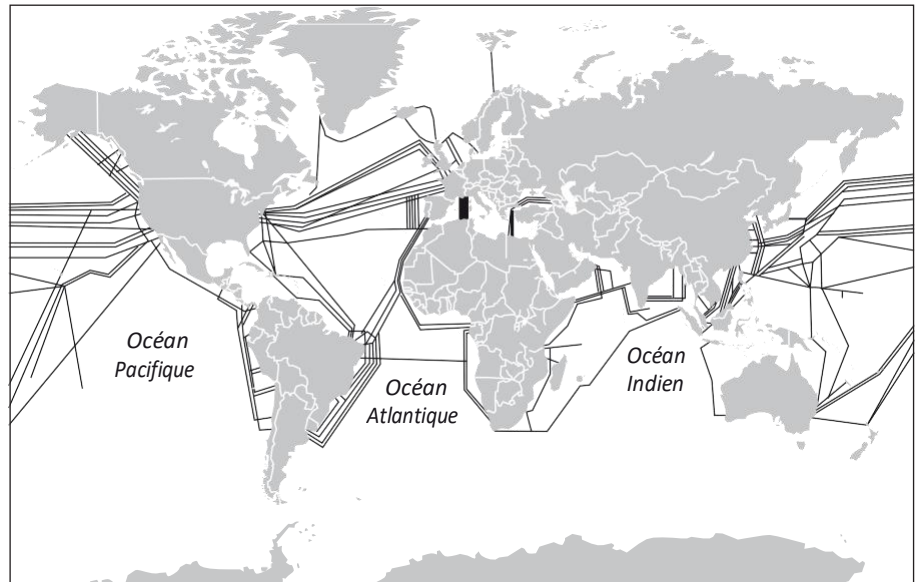 Océan
Pacifique
Océan
Atlantique
Océan
Indien